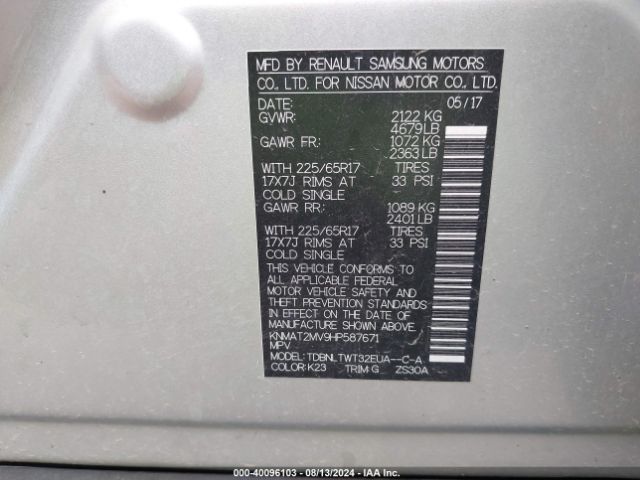 MFD BY RENAULT SAMSUNG MOTORS
CO., LTD. FOR NISSAN MOTOR CO., LTD.
DATE: 05/17
GVWR: 2122 KG
4679 LB
GAWR FR: 1072 KG
2363 LB
WITH 225/65R17 TIRES
17X7J RIMS AT 33 PSI
COLD SINGLE
GAWR RR: 1089 KG
2401 LB
WITH 225/65R17 TIRES
17X7J RIMS AT 33 PSI
COLD SINGLE
THIS VEHICLE CONFORMS TO
ALL APPLICABLE FEDERAL
MOTOR VEHICLE SAFETY AND
THEFT PREVENTION STANDARDS
IN EFFECT ON THE DATE OF
MANUFACTURE SHOWN ABOVE.
KNMAT2MV9HP587671
MPV
MODEL: TDBNLTWT32EUA--C-A
COLOR: K23 TRIM: G ZS30A
000-40096103 - 08/13/2024 - IAA Inc.